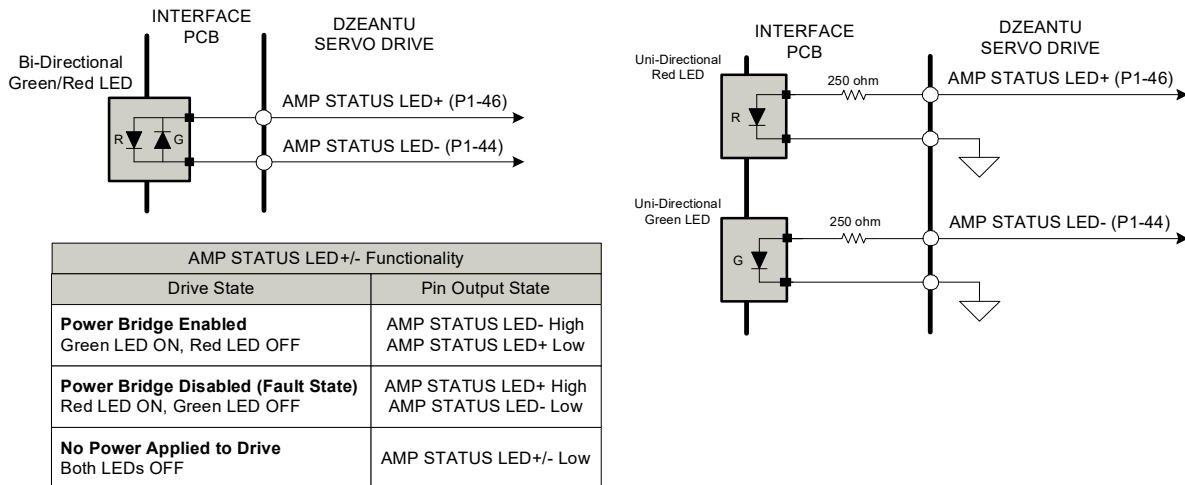 INTERFACE
PCB
DZEANTU
SERVO DRIVE
Bi-Directional
Green/Red LED
R
G
AMP STATUS LED+ (P1-46)
AMP STATUS LED- (P1-44)
AMP STATUS LED+/- Functionality
Drive State
Pin Output State
Power Bridge Enabled
Green LED ON, Red LED OFF
AMP STATUS LED- High
AMP STATUS LED+ Low
Power Bridge Disabled (Fault State)
Red LED ON, Green LED OFF
AMP STATUS LED+ High
AMP STATUS LED- Low
No Power Applied to Drive
Both LEDs OFF
AMP STATUS LED+/- Low
INTERFACE
PCB
DZEANTU
SERVO DRIVE
Uni-Directional
Red LED
R
250 ohm
AMP STATUS LED+ (P1-46)
Uni-Directional
Green LED
G
250 ohm
AMP STATUS LED- (P1-44)